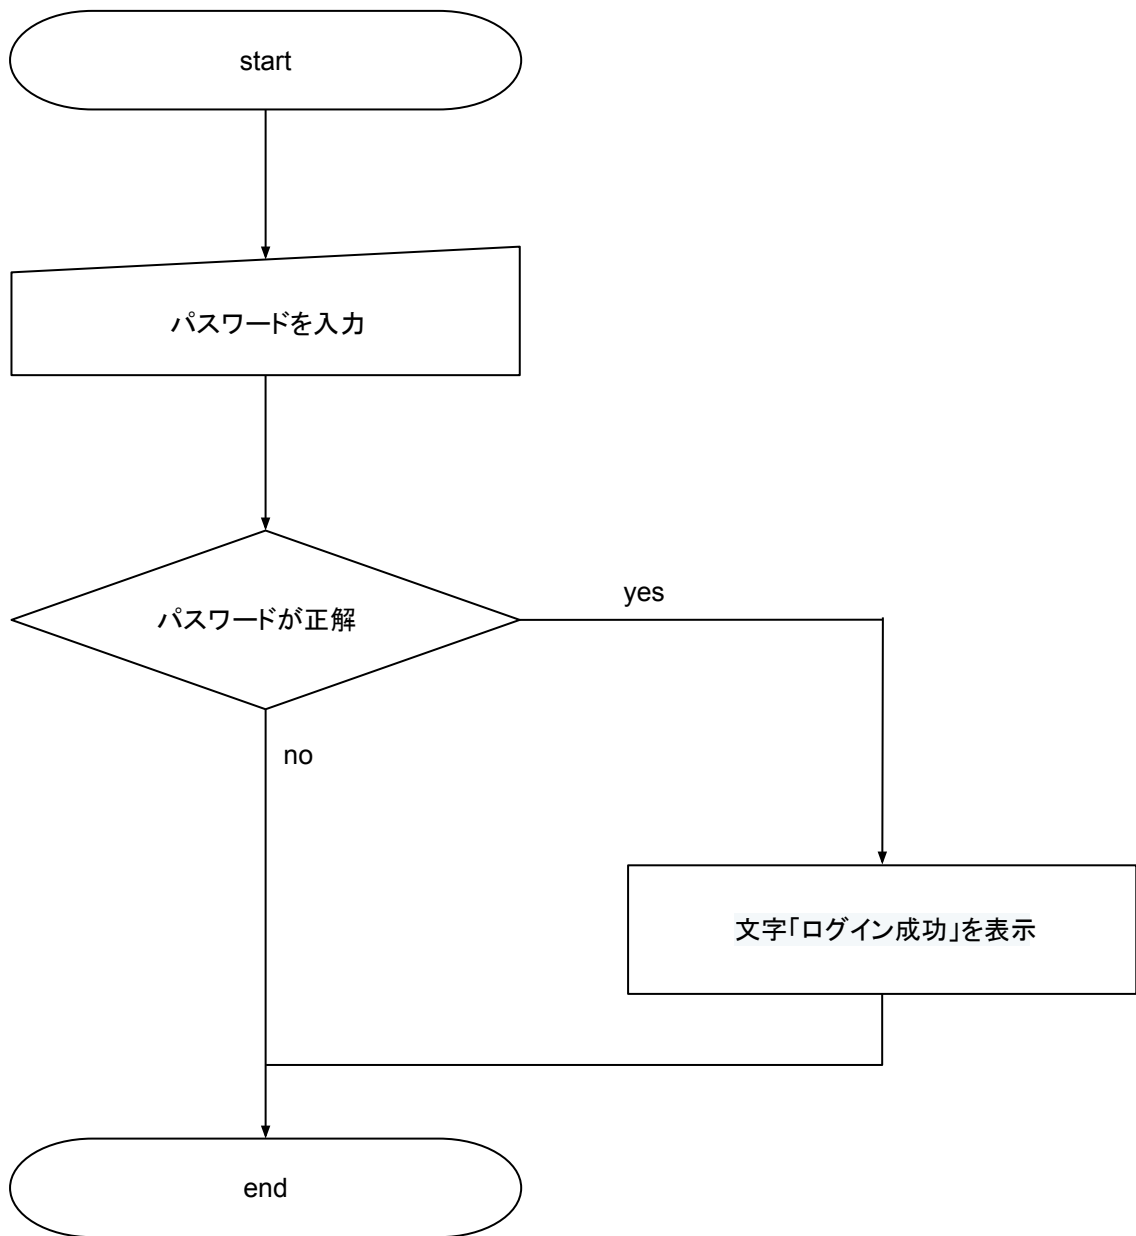 start
パスワードを入力
パスワードが正解
yes
no
文字「ログイン成功」を表示
end